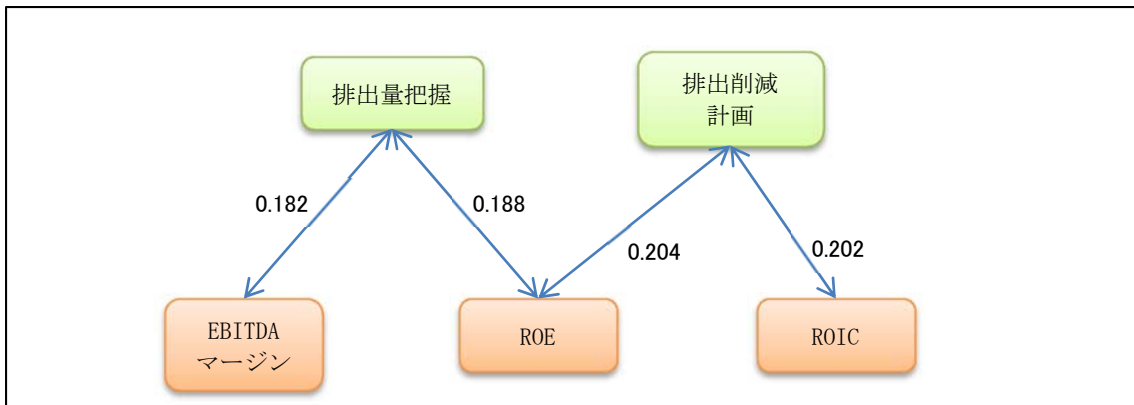 排出量把握
排出削減
計画
0.182
0.188
0.204
0.202
EBITDA
マージン
ROE
ROIC